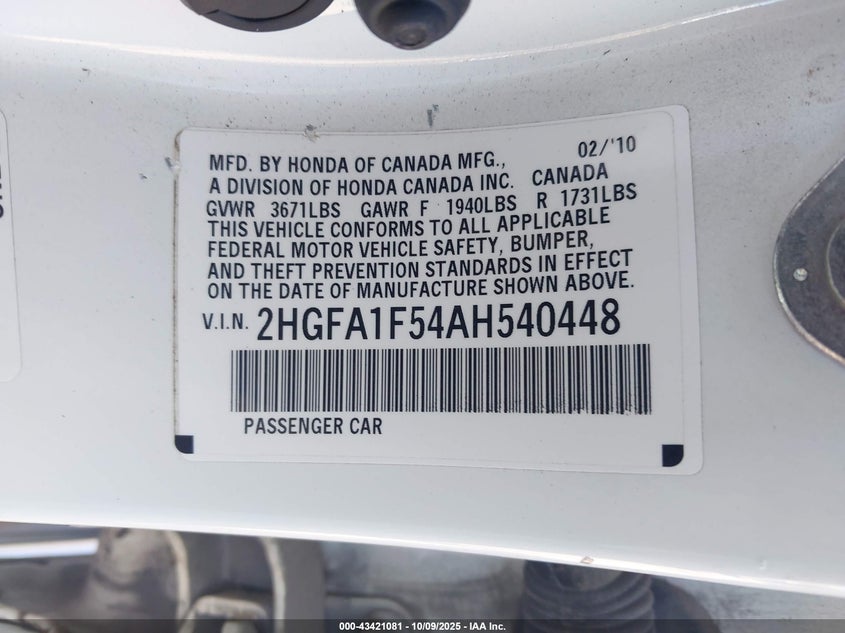 02/'10
MFD. BY HONDA OF CANADA MFG.,
A DIVISION OF HONDA CANADA INC. CANADA
GVWR 3671LBS GAWR F 1940LBS R 1731LBS
THIS VEHICLE CONFORMS TO ALL APPLICABLE
FEDERAL MOTOR VEHICLE SAFETY, BUMPER,
AND THEFT PREVENTION STANDARDS IN EFFECT
ON THE DATE OF MANUFACTURE SHOWN ABOVE.
V.I.N. 2HGFA1F54AH540448
PASSENGER CAR
000-43421081 - 10/09/2025 - IAA Inc.